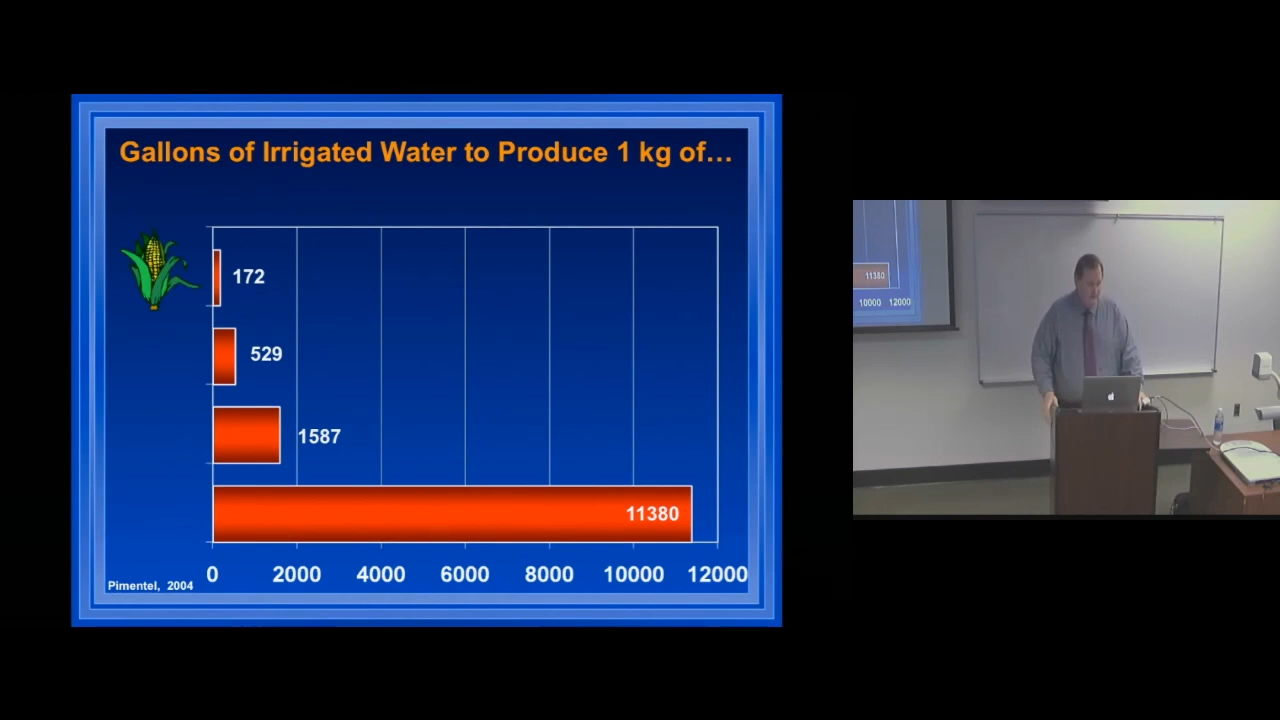 Gallons of Irrigated Water to Produce 1 kg of…
172
529
1587
11380
0 2000 4000 6000 8000 10000 12000
Pimentel, 2004
11380
10000 12000